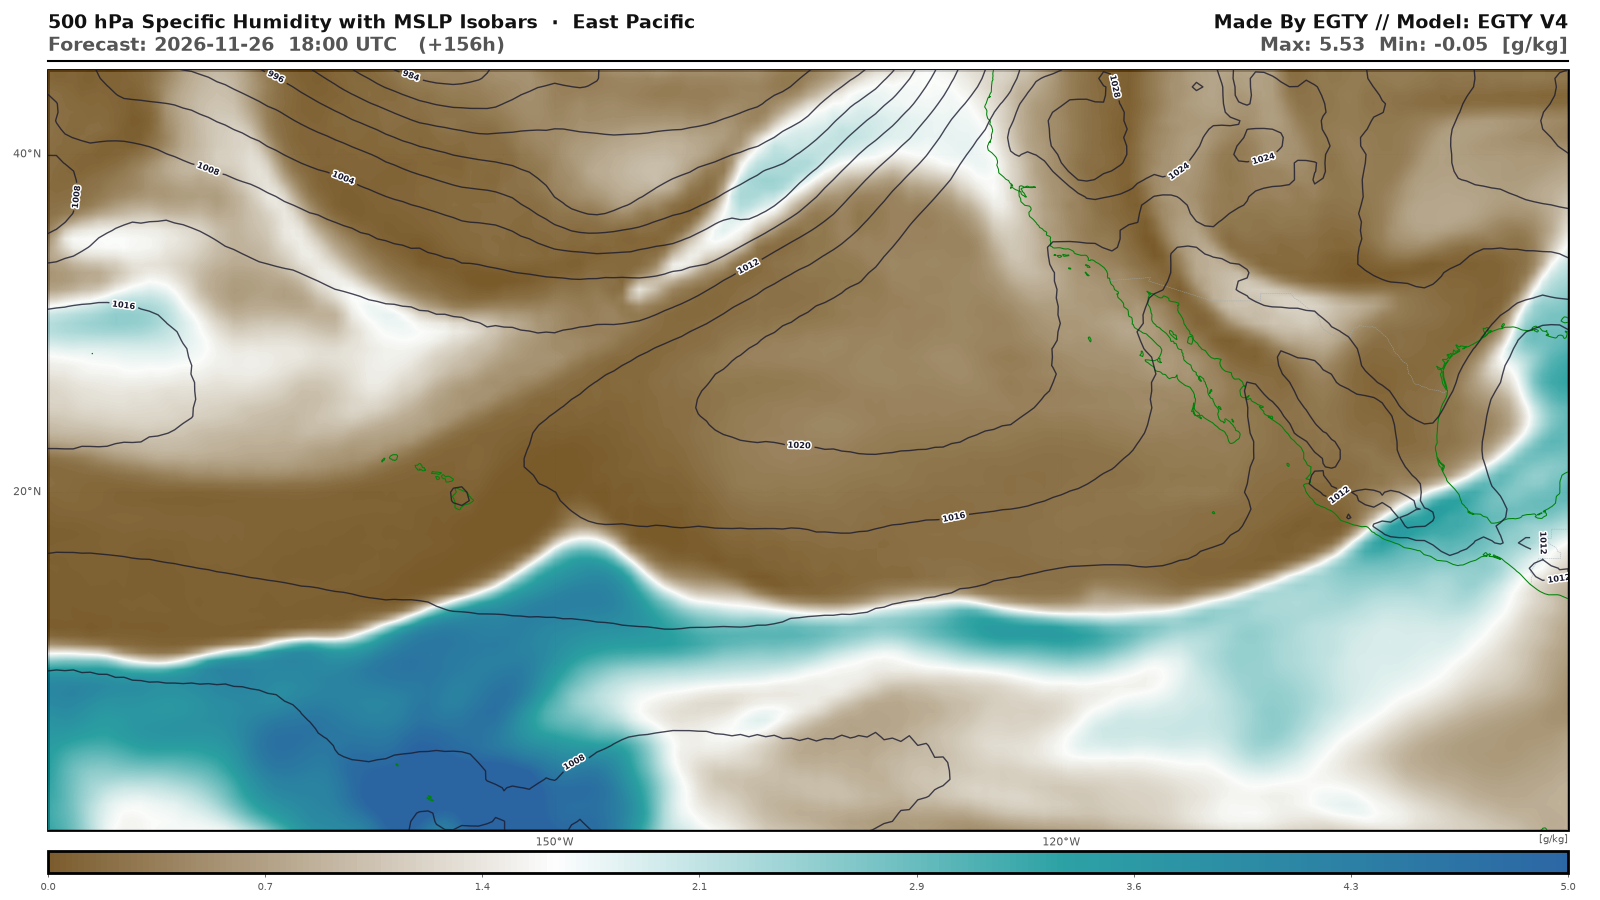 500 hPa Specific Humidity with MSLP Isobars · East Pacific
Made By EGTY // Model: EGTY V4
Forecast: 2026-11-26 18:00 UTC (+156h)
Max: 5.53 Min: -0.05 [g/kg]
996
984
1028
40°N
1008
1004
1024
1024
1008
1012
1016
1020
20°N
1012
1016
1012
1012
1008
150°W
120°W
[g/kg]
0.0
0.7
1.4
2.1
2.9
3.6
4.3
5.0